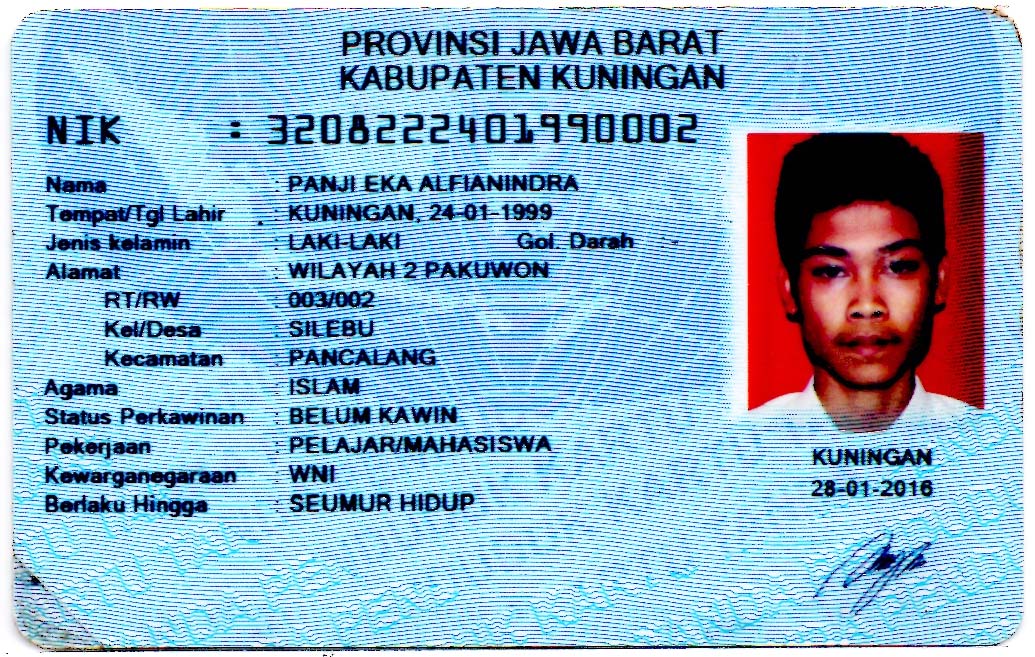 PROVINSI JAWA BARAT
KABUPATEN KUNINGAN
NIK : 3208222401990002
Nama : PANJI EKA ALFIANINDRA
Tempat/Tgl Lahir : KUNINGAN, 24-01-1999
Jenis kelamin : LAKI-LAKI Gol. Darah : -
Alamat : WILAYAH 2 PAKUWON
RT/RW : 003/002
Kel/Desa : SILEBU
Kecamatan : PANCALANG
Agama : ISLAM
Status Perkawinan : BELUM KAWIN
Pekerjaan : PELAJAR/MAHASISWA
Kewarganegaraan : WNI
Berlaku Hingga : SEUMUR HIDUP
KUNINGAN
28-01-2016